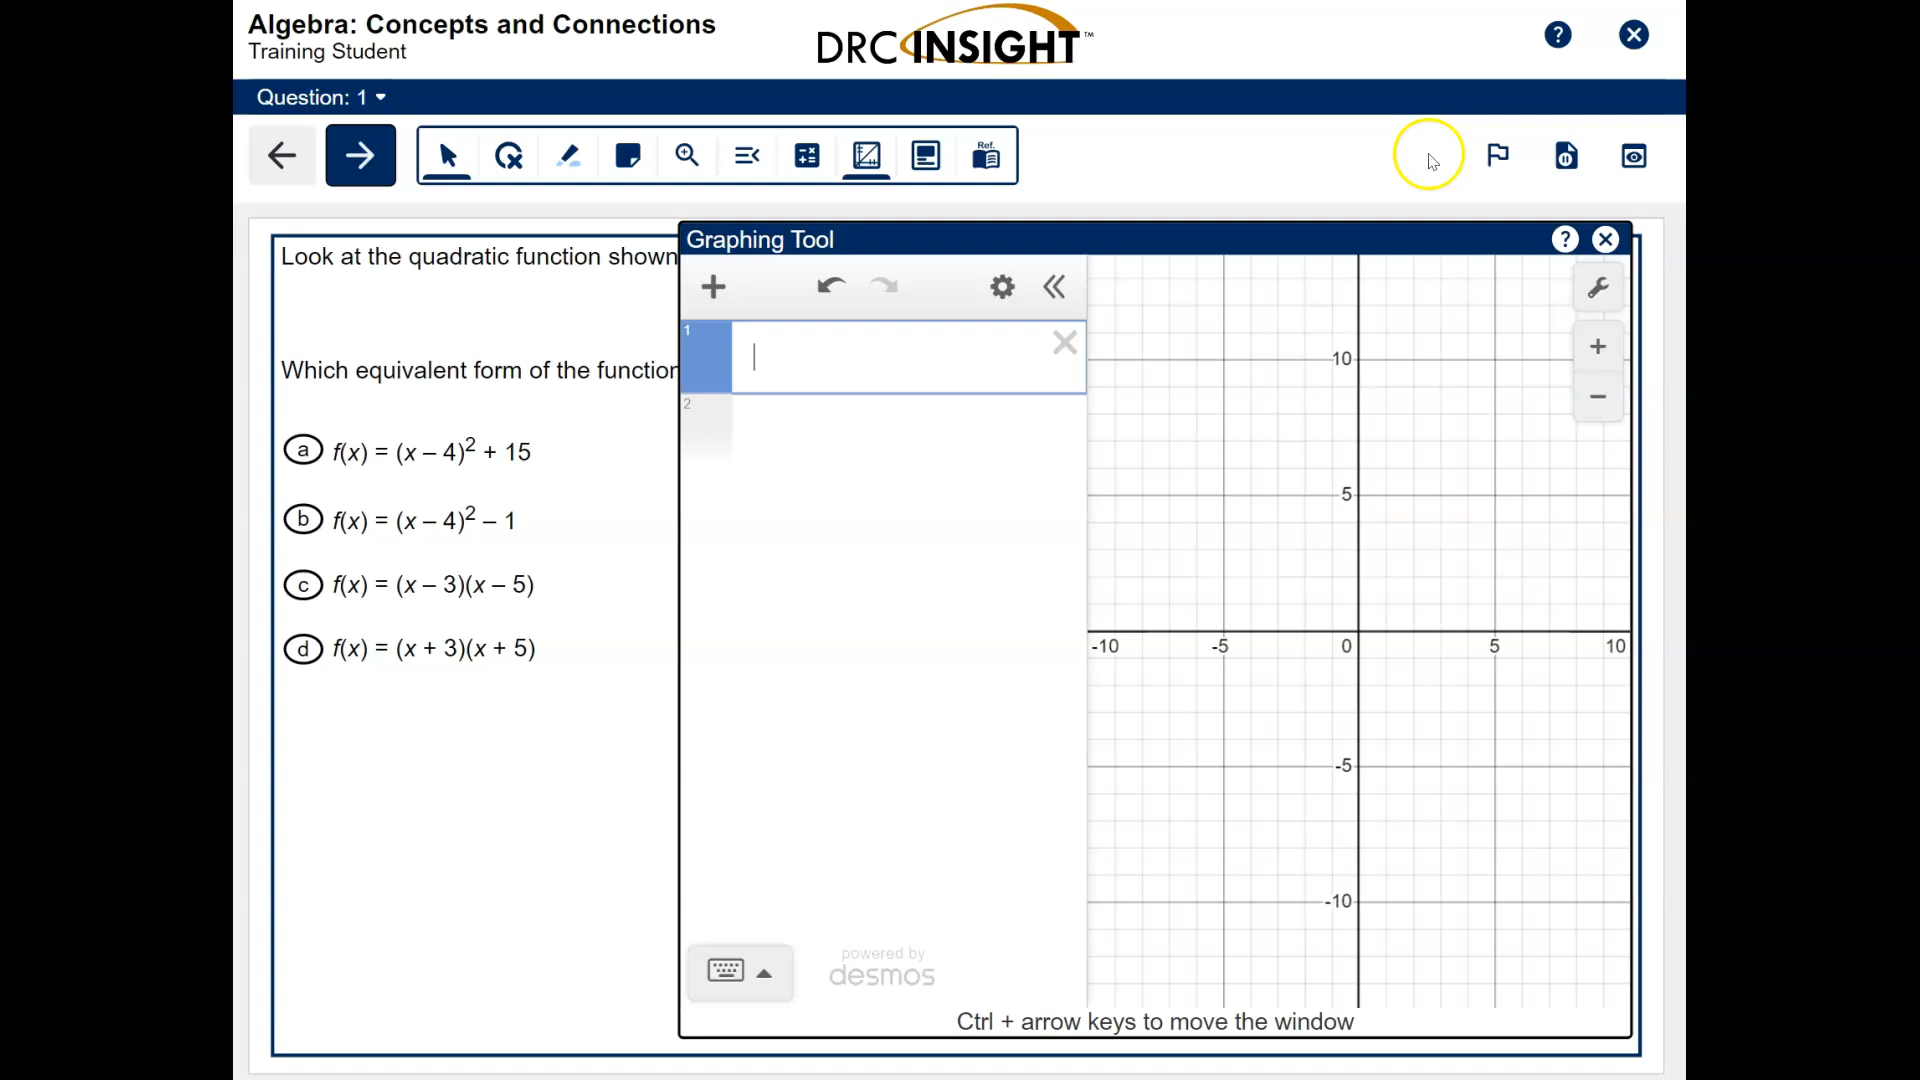 Algebra: Concepts and Connections
Training Student
DRC INSIGHT™
?
Question: 1
Ref.
Look at the quadratic function shown
Which equivalent form of the function
a f(x) = (x – 4)² + 15
b f(x) = (x – 4)² – 1
c f(x) = (x – 3)(x – 5)
d f(x) = (x + 3)(x + 5)
Graphing Tool
?
1
2
10
5
-10 -5 0 5 10
-5
-10
powered by
desmos
Ctrl + arrow keys to move the window